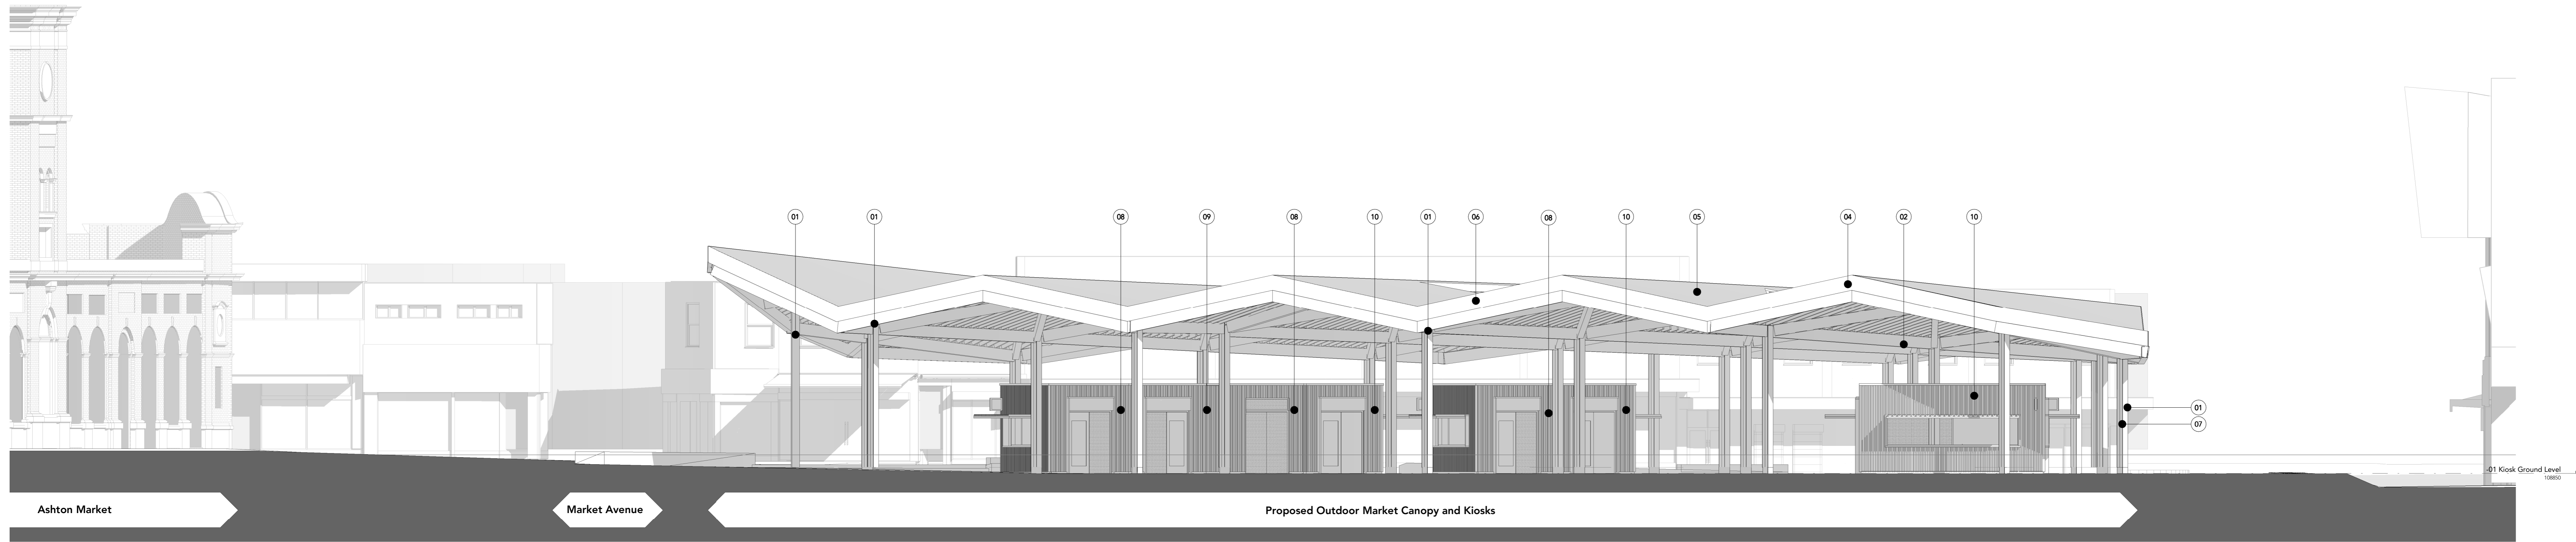 01 01 08 09 08 10 01 06 08 10 05 04 02 10
01
07
-01 Kiosk Ground Level
108850
Ashton Market
Market Avenue
Proposed Outdoor Market Canopy and Kiosks